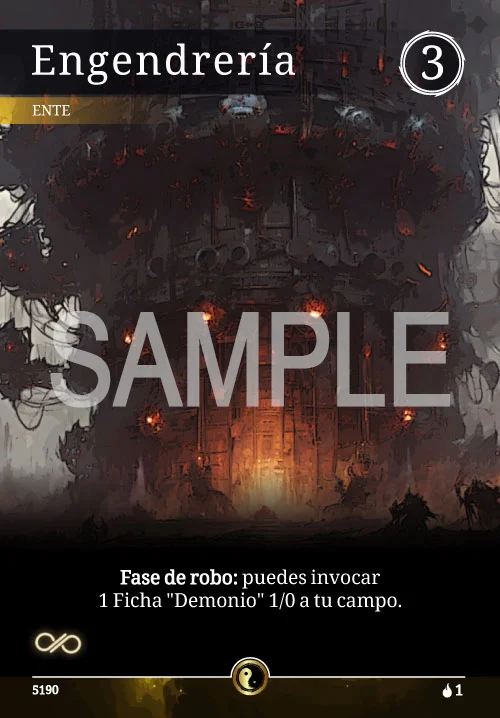 Engendrería
3
ENTE
SAMPLE
Fase de robo: puedes invocar
1 Ficha "Demonio" 1/0 a tu campo.
5190
1